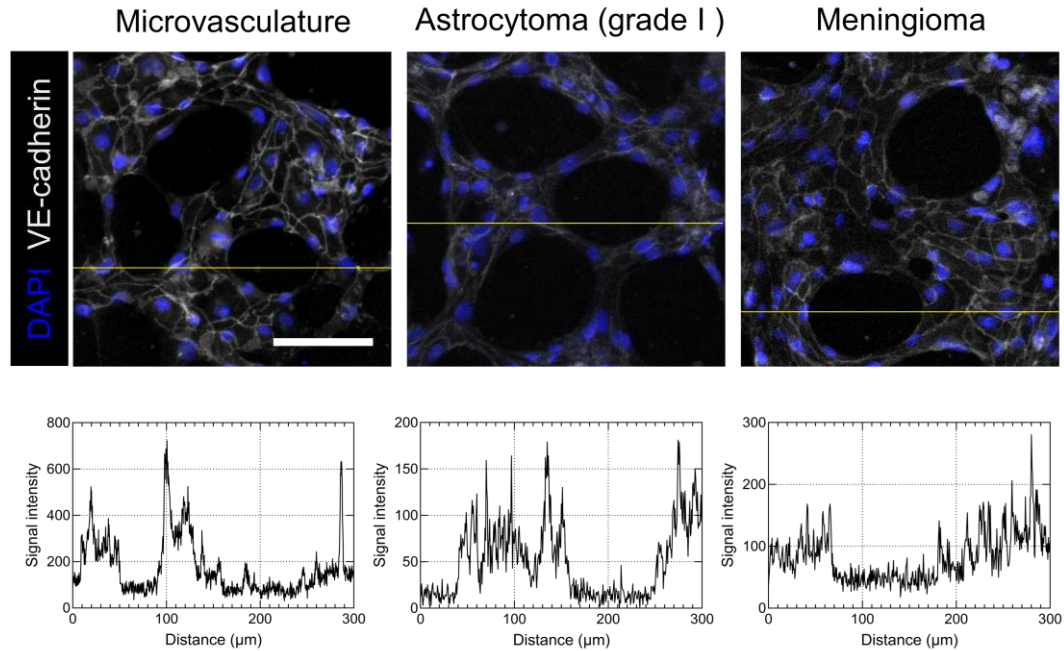 Microvasculature
Astrocytoma (grade I )
Meningioma
DAPI VE-cadherin
800
600
400
200
0
Signal intensity
0 100 200 300
Distance (µm)
200
150
100
50
0
Signal intensity
0 100 200 300
Distance (µm)
300
200
100
0
Signal intensity
0 100 200 300
Distance (µm)